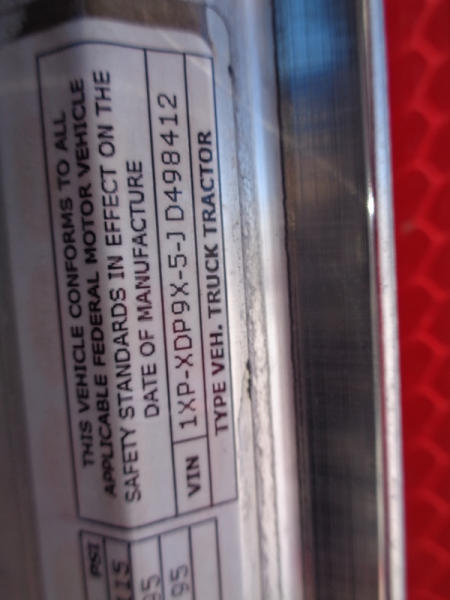 THIS VEHICLE CONFORMS TO ALL
APPLICABLE FEDERAL MOTOR VEHICLE
SAFETY STANDARDS IN EFFECT ON THE
DATE OF MANUFACTURE
VIN 1XP-XDP9X-5-JD498412
TYPE VEH. TRUCK TRACTOR
PSI
115
95
95